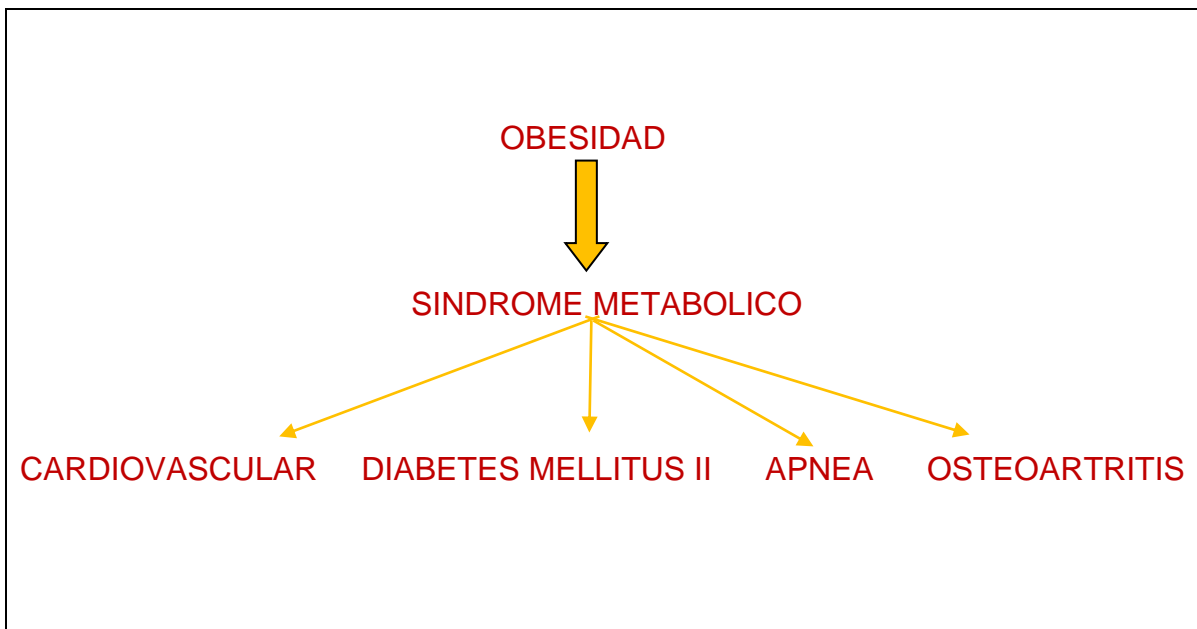 OBESIDAD
SINDROME METABOLICO
CARDIOVASCULAR DIABETES MELLITUS II APNEA OSTEOARTRITIS